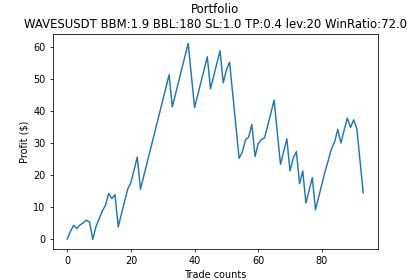 Portfolio
WAVESUSDT BBM:1.9 BBL:180 SL:1.0 TP:0.4 lev:20 WinRatio:72.0
60
50
40
30
20
10
0
Profit ($)
0 20 40 60 80
Trade counts